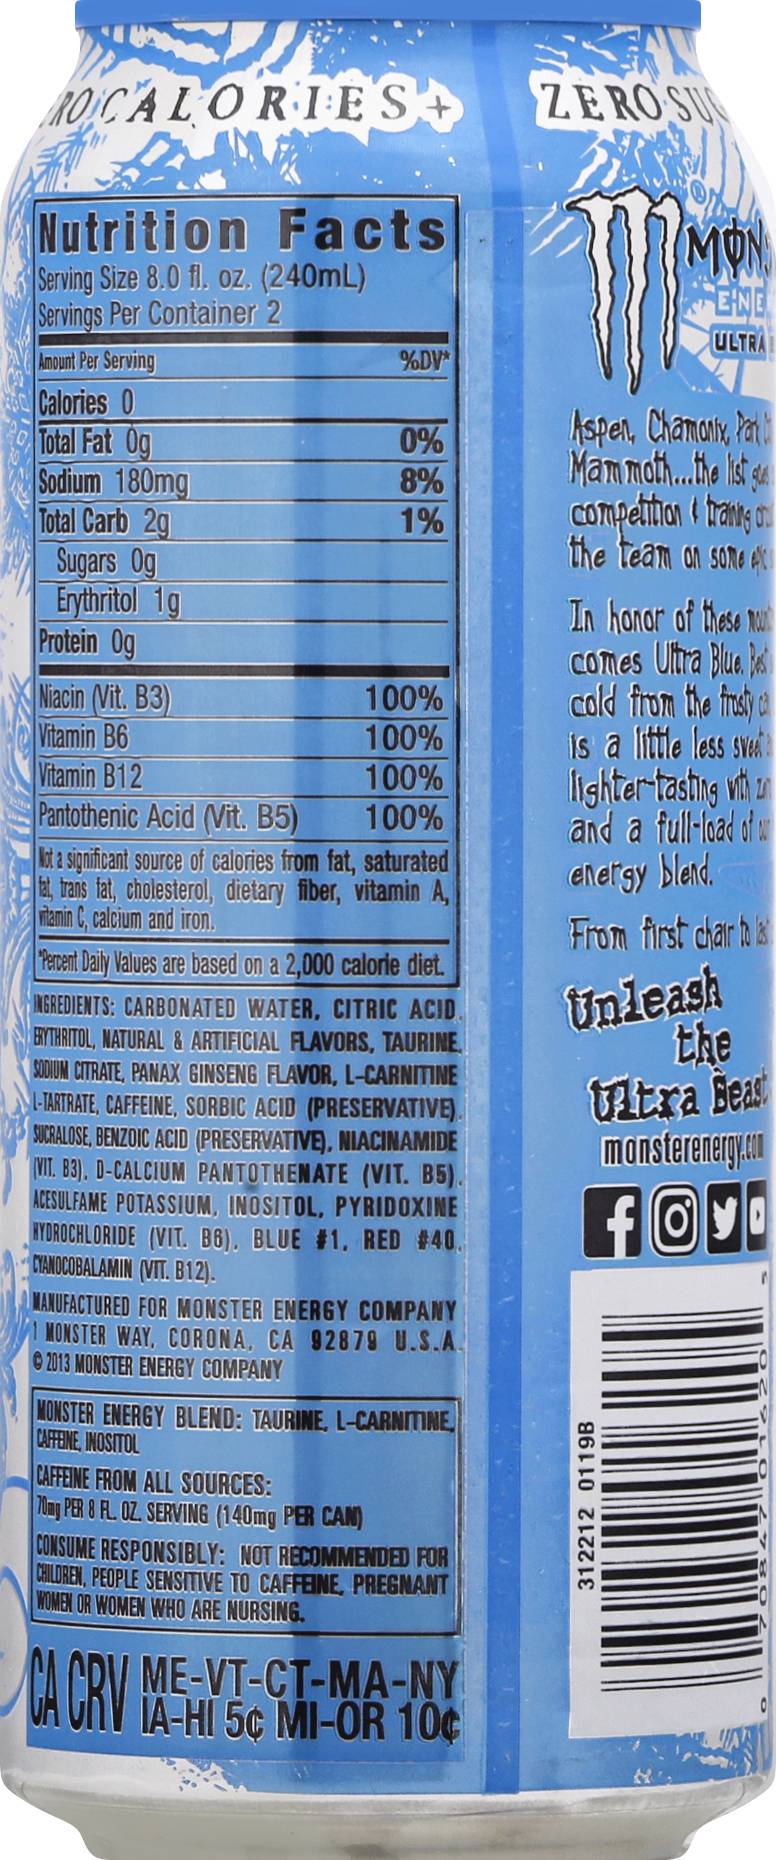 CALORIES+
ZERO
Nutrition Facts
Serving Size 8.0 fl. oz. (240mL)
Servings Per Container 2
Amount Per Serving %DV*
Calories 0
Total Fat 0g 0%
Sodium 180mg 8%
Total Carb 2g 1%
Sugars 0g
Erythritol 1g
Protein 0g
Niacin (Vit. B3) 100%
Vitamin B6 100%
Vitamin B12 100%
Pantothenic Acid (Vit. B5) 100%
Not a significant source of calories from fat, saturated
fat, trans fat, cholesterol, dietary fiber, vitamin A,
vitamin C, calcium and iron.
*Percent Daily Values are based on a 2,000 calorie diet.
INGREDIENTS: CARBONATED WATER, CITRIC ACID,
ERYTHRITOL, NATURAL & ARTIFICIAL FLAVORS, TAURINE,
SODIUM CITRATE, PANAX GINSENG FLAVOR, L-CARNITINE
L-TARTRATE, CAFFEINE, SORBIC ACID (PRESERVATIVE),
SUCRALOSE, BENZOIC ACID (PRESERVATIVE), NIACINAMIDE
(VIT. B3), D-CALCIUM PANTOTHENATE (VIT. B5),
ACESULFAME POTASSIUM, INOSITOL, PYRIDOXINE
HYDROCHLORIDE (VIT. B6), BLUE #1, RED #40,
CYANOCOBALAMIN (VIT. B12).
MANUFACTURED FOR MONSTER ENERGY COMPANY
1 MONSTER WAY, CORONA, CA 92879 U.S.A.
© 2013 MONSTER ENERGY COMPANY
MONSTER ENERGY BLEND: TAURINE, L-CARNITINE,
CAFFEINE, INOSITOL
CAFFEINE FROM ALL SOURCES:
70mg PER 8 FL. OZ. SERVING (140mg PER CAN)
CONSUME RESPONSIBLY: NOT RECOMMENDED FOR
CHILDREN, PEOPLE SENSITIVE TO CAFFEINE, PREGNANT
WOMEN OR WOMEN WHO ARE NURSING.
CA CRV ME-VT-CT-MA-NY
IA-HI 5¢ MI-OR 10¢
ULTRA
Aspen, Chamonix, Park
Mammoth...the list goes
competition & training
the team on some epic
In honor of these
comes Ultra Blue. Best
cold from the frosty
is a little less sweet
lighter-tasting with
and a full-load of our
energy blend.
From first chair to
Unleash
the
Ultra Beast
monsterenergy.com
312212 0119B
0 70847 01620 5